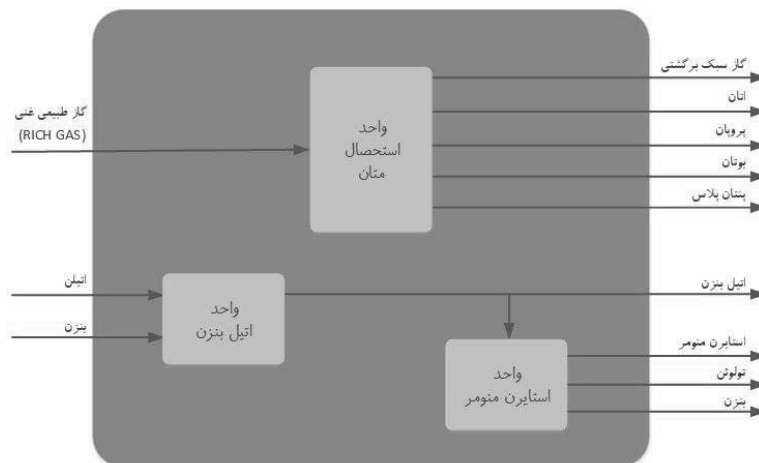 گاز طبیعی غنی
(RICH GAS)
واحد
استحصال
متان
گاز سبک برگشتی
اتان
پروپان
بوتان
پنتان پلاس
اتیلن
بنزن
واحد
اتیل بنزن
اتیل بنزن
واحد
استایرن منومر
استایرن منومر
تولوئن
بنزن